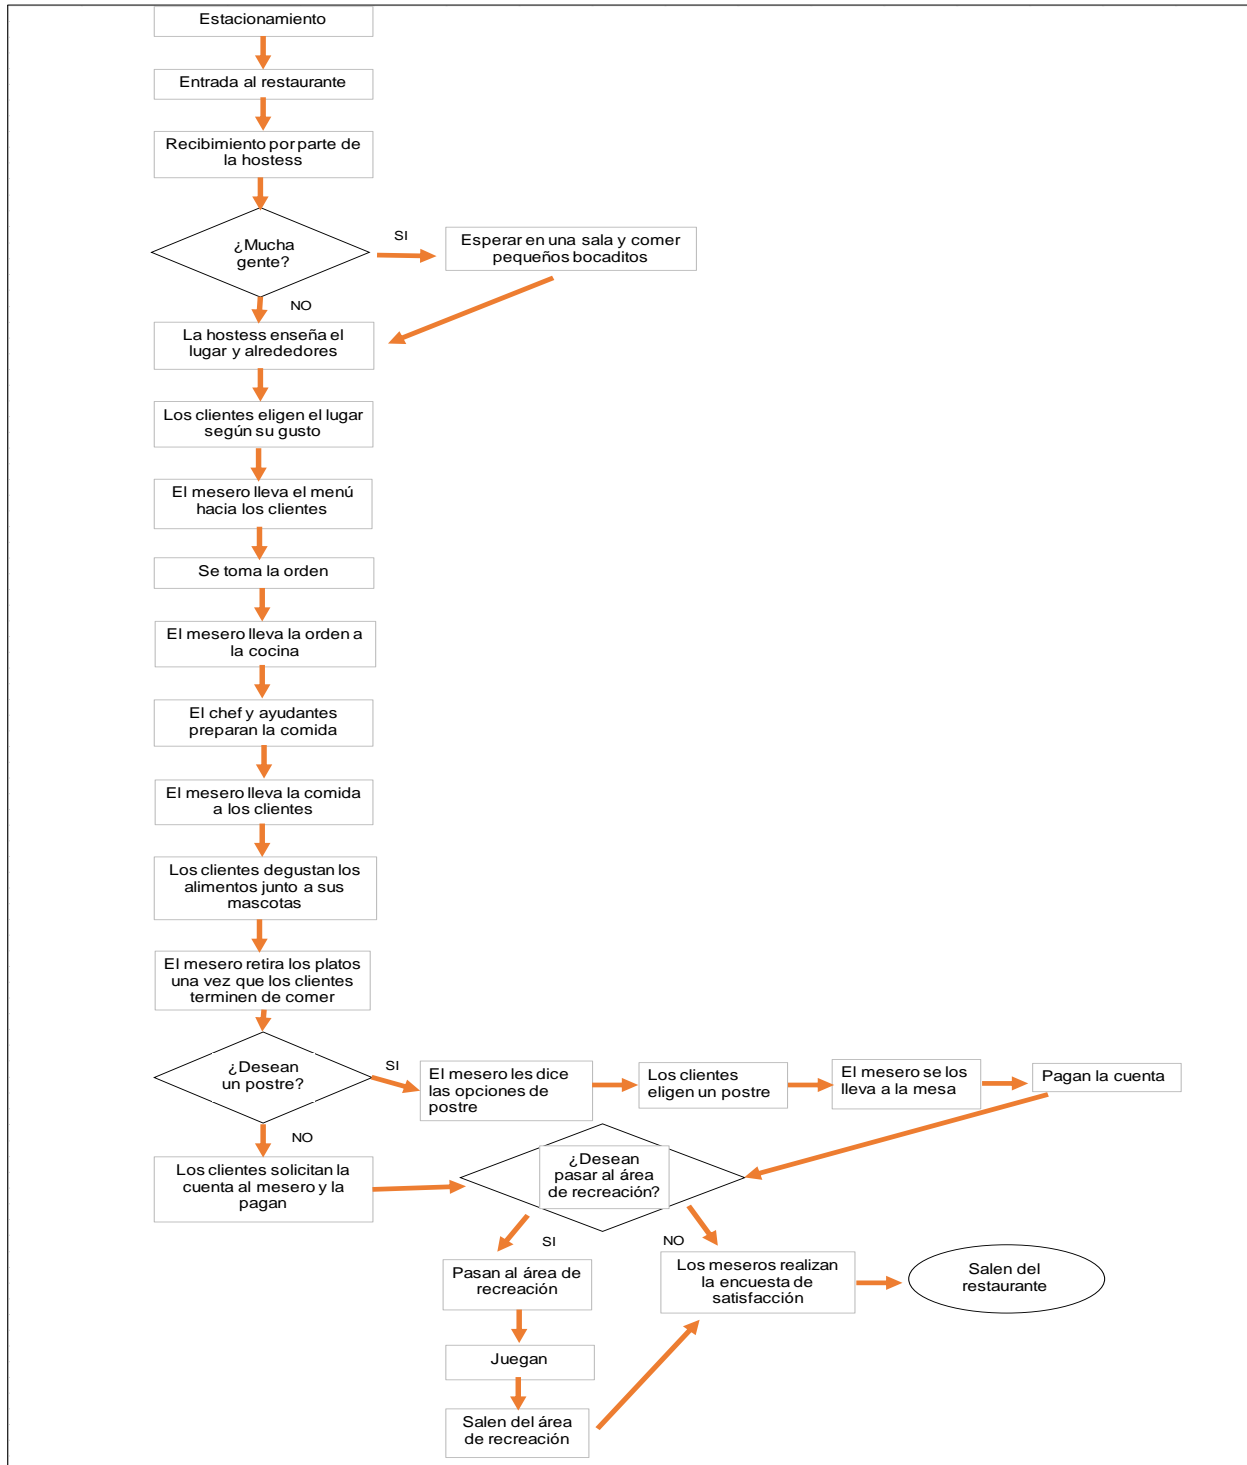 Estacionamiento
Entrada al restaurante
Recibimiento por parte de
la hostess
¿Mucha
gente?
SI
Esperar en una sala y comer
pequeños bocaditos
NO
La hostess enseña el
lugar y alrededores
Los clientes eligen el lugar
según su gusto
El mesero lleva el menú
hacia los clientes
Se toma la orden
El mesero lleva la orden a
la cocina
El chef y ayudantes
preparan la comida
El mesero lleva la comida
a los clientes
Los clientes degustan los
alimentos junto a sus
mascotas
El mesero retira los platos
una vez que los clientes
terminen de comer
¿Desean
un postre?
SI
El mesero les dice
las opciones de
postre
Los clientes
eligen un postre
El mesero se los
lleva a la mesa
Pagan la cuenta
NO
Los clientes solicitan la
cuenta al mesero y la
pagan
¿Desean
pasar al área
de recreación?
SI
NO
Pasan al área de
recreación
Los meseros realizan
la encuesta de
satisfacción
Salen del
restaurante
Juegan
Salen del área
de recreación